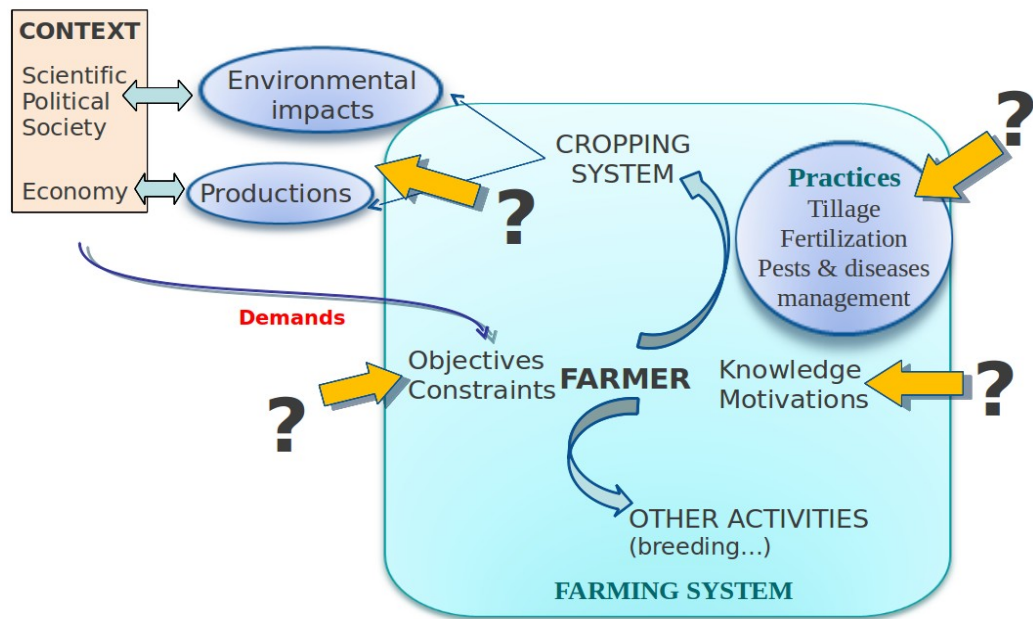 CONTEXT
Scientific
Political
Society
Economy
Environmental
impacts
Productions
?
CROPPING
SYSTEM
?
Practices
Tillage
Fertilization
Pests & diseases
management
Demands
Objectives
Constraints
?
FARMER
Knowledge
Motivations
?
OTHER ACTIVITIES
(breeding...)
FARMING SYSTEM